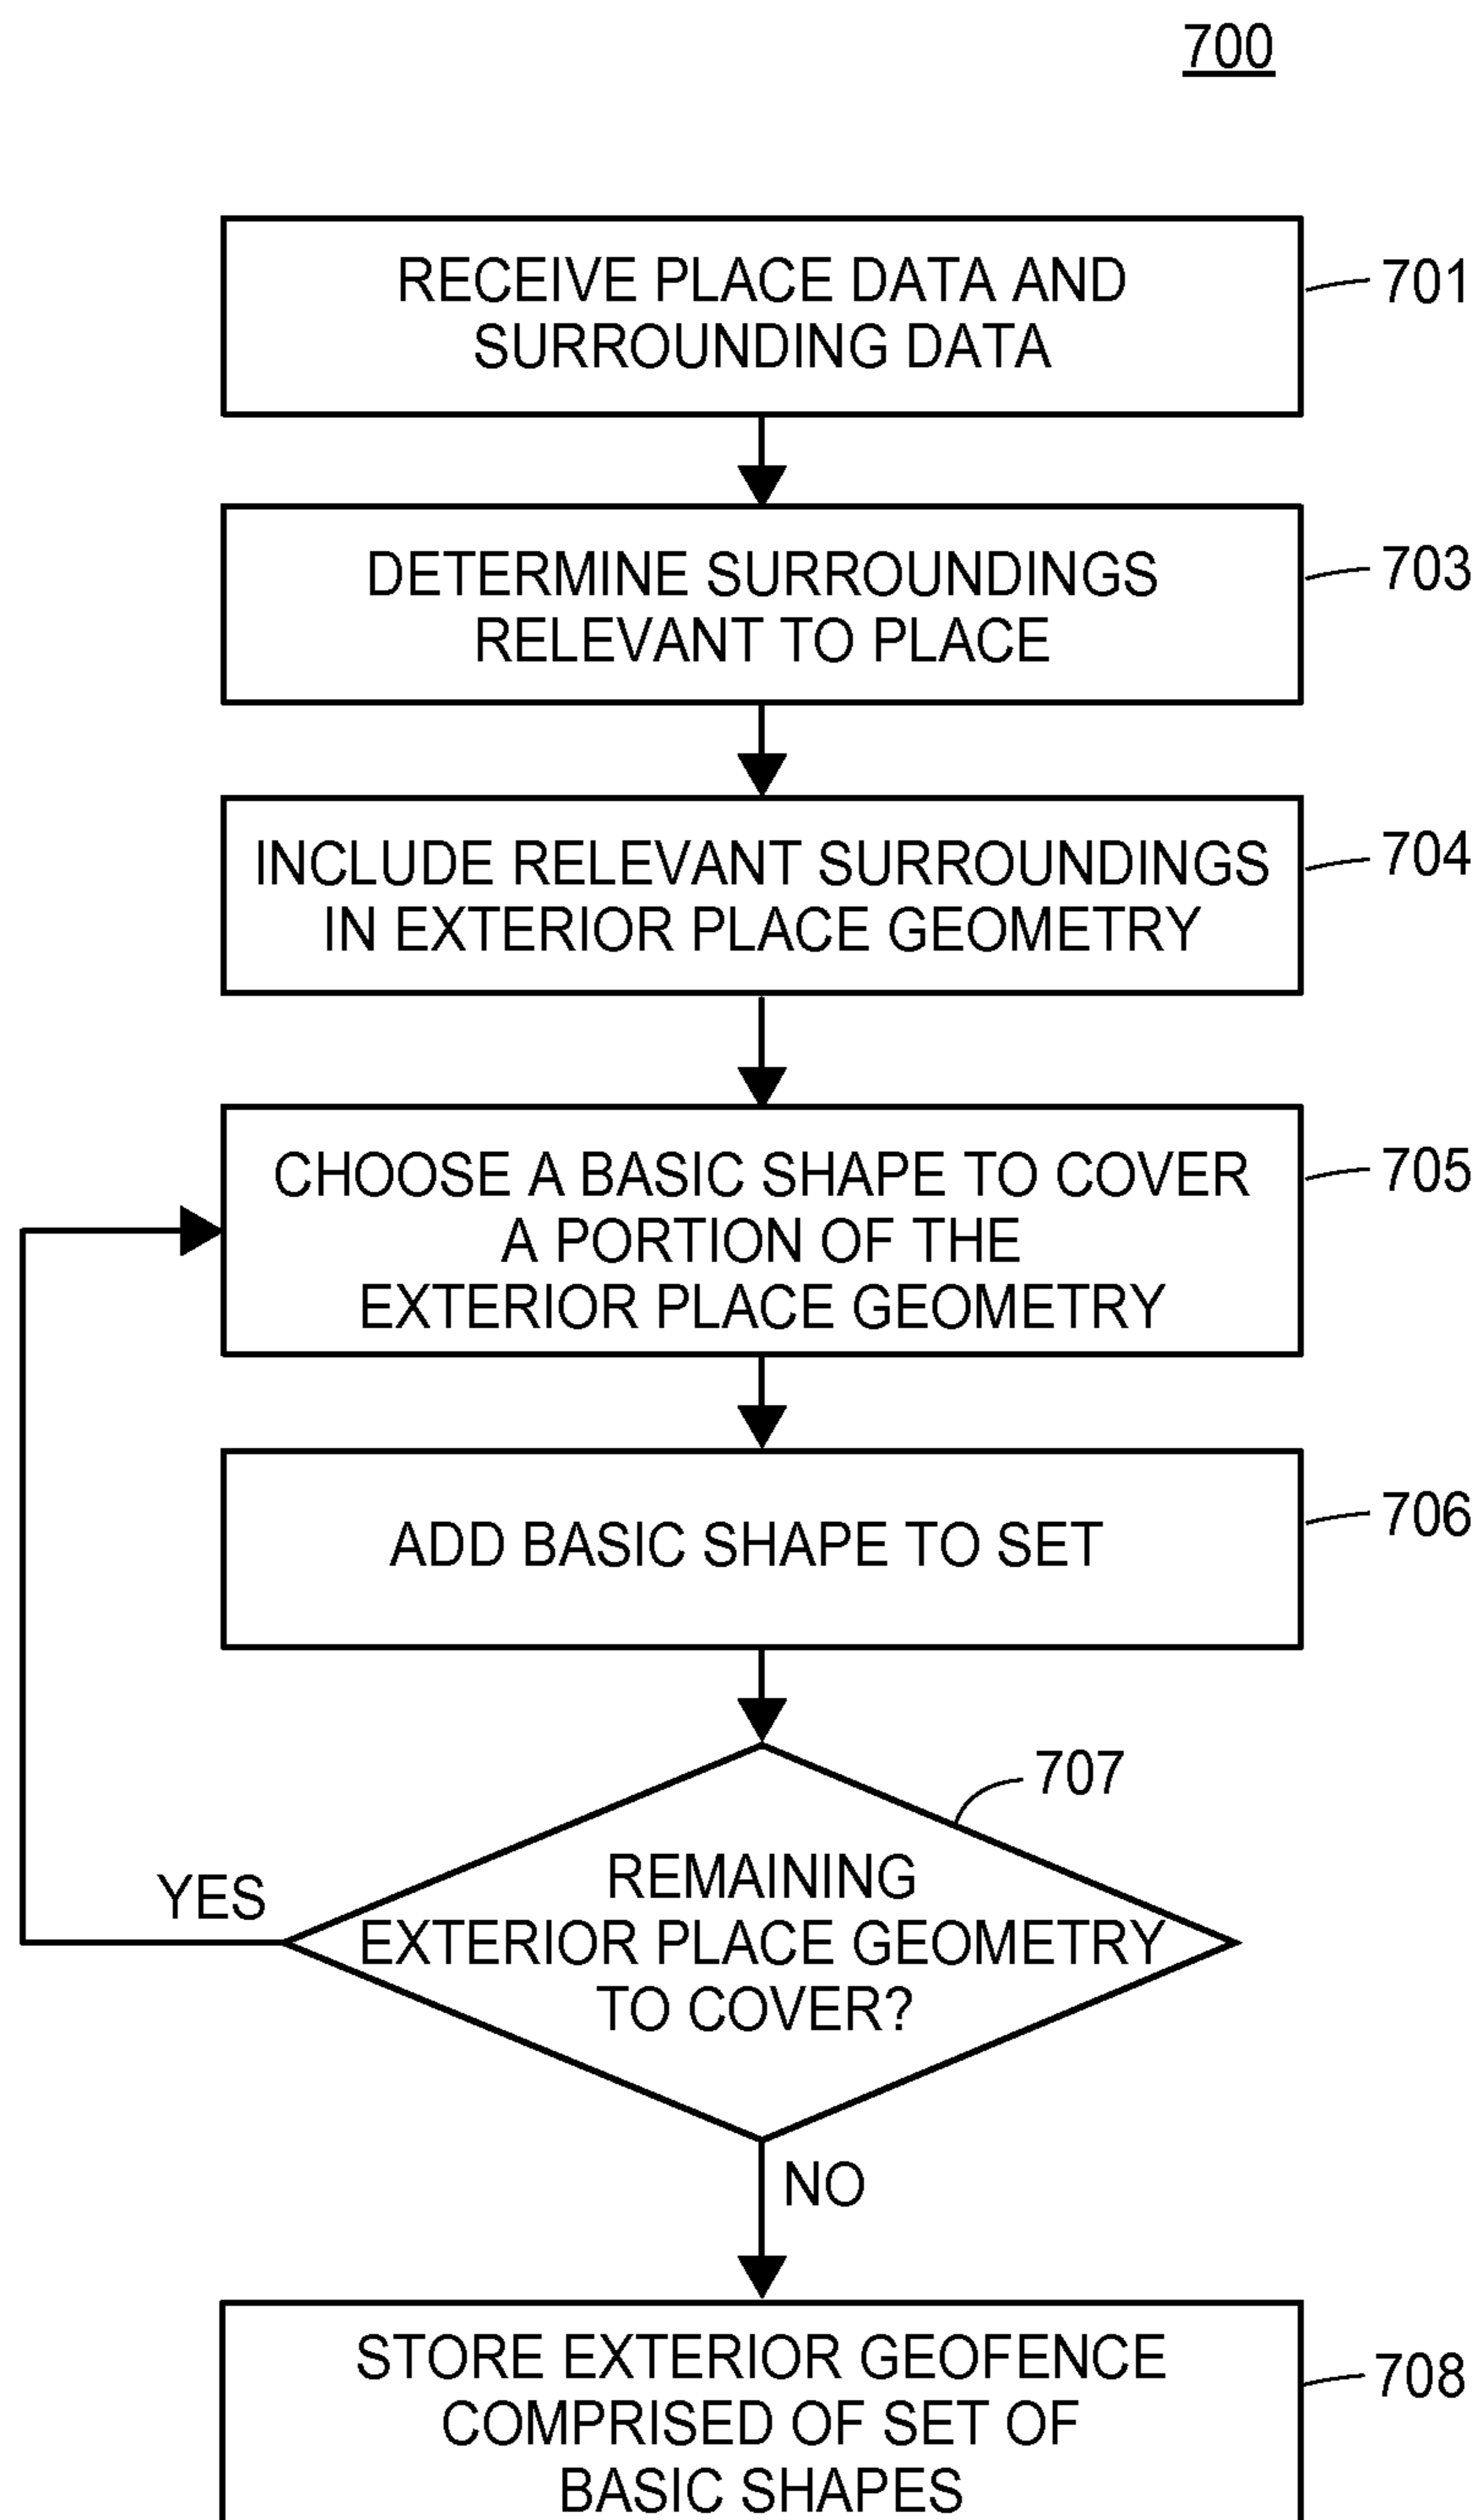 700
RECEIVE PLACE DATA AND
SURROUNDING DATA
701
DETERMINE SURROUNDINGS
RELEVANT TO PLACE
703
INCLUDE RELEVANT SURROUNDINGS
IN EXTERIOR PLACE GEOMETRY
704
CHOOSE A BASIC SHAPE TO COVER
A PORTION OF THE
EXTERIOR PLACE GEOMETRY
705
ADD BASIC SHAPE TO SET
706
707
REMAINING
EXTERIOR PLACE GEOMETRY
TO COVER?
YES
NO
STORE EXTERIOR GEOFENCE
COMPRISED OF SET OF
BASIC SHAPES
708